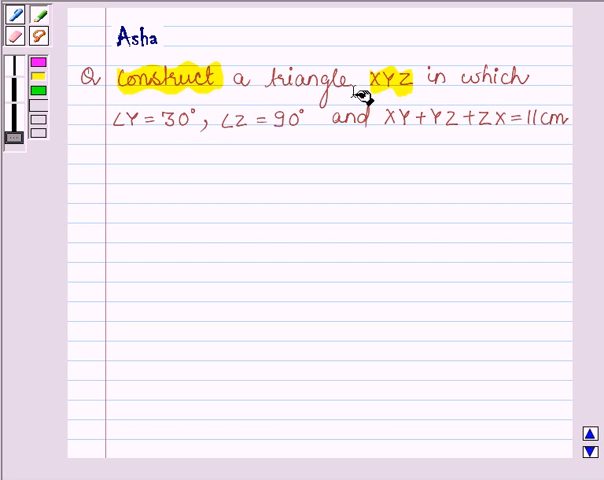 Asha
Q Construct a triangle XYZ in which
∠Y = 30°, ∠Z = 90° and XY+YZ+ZX = 11cm